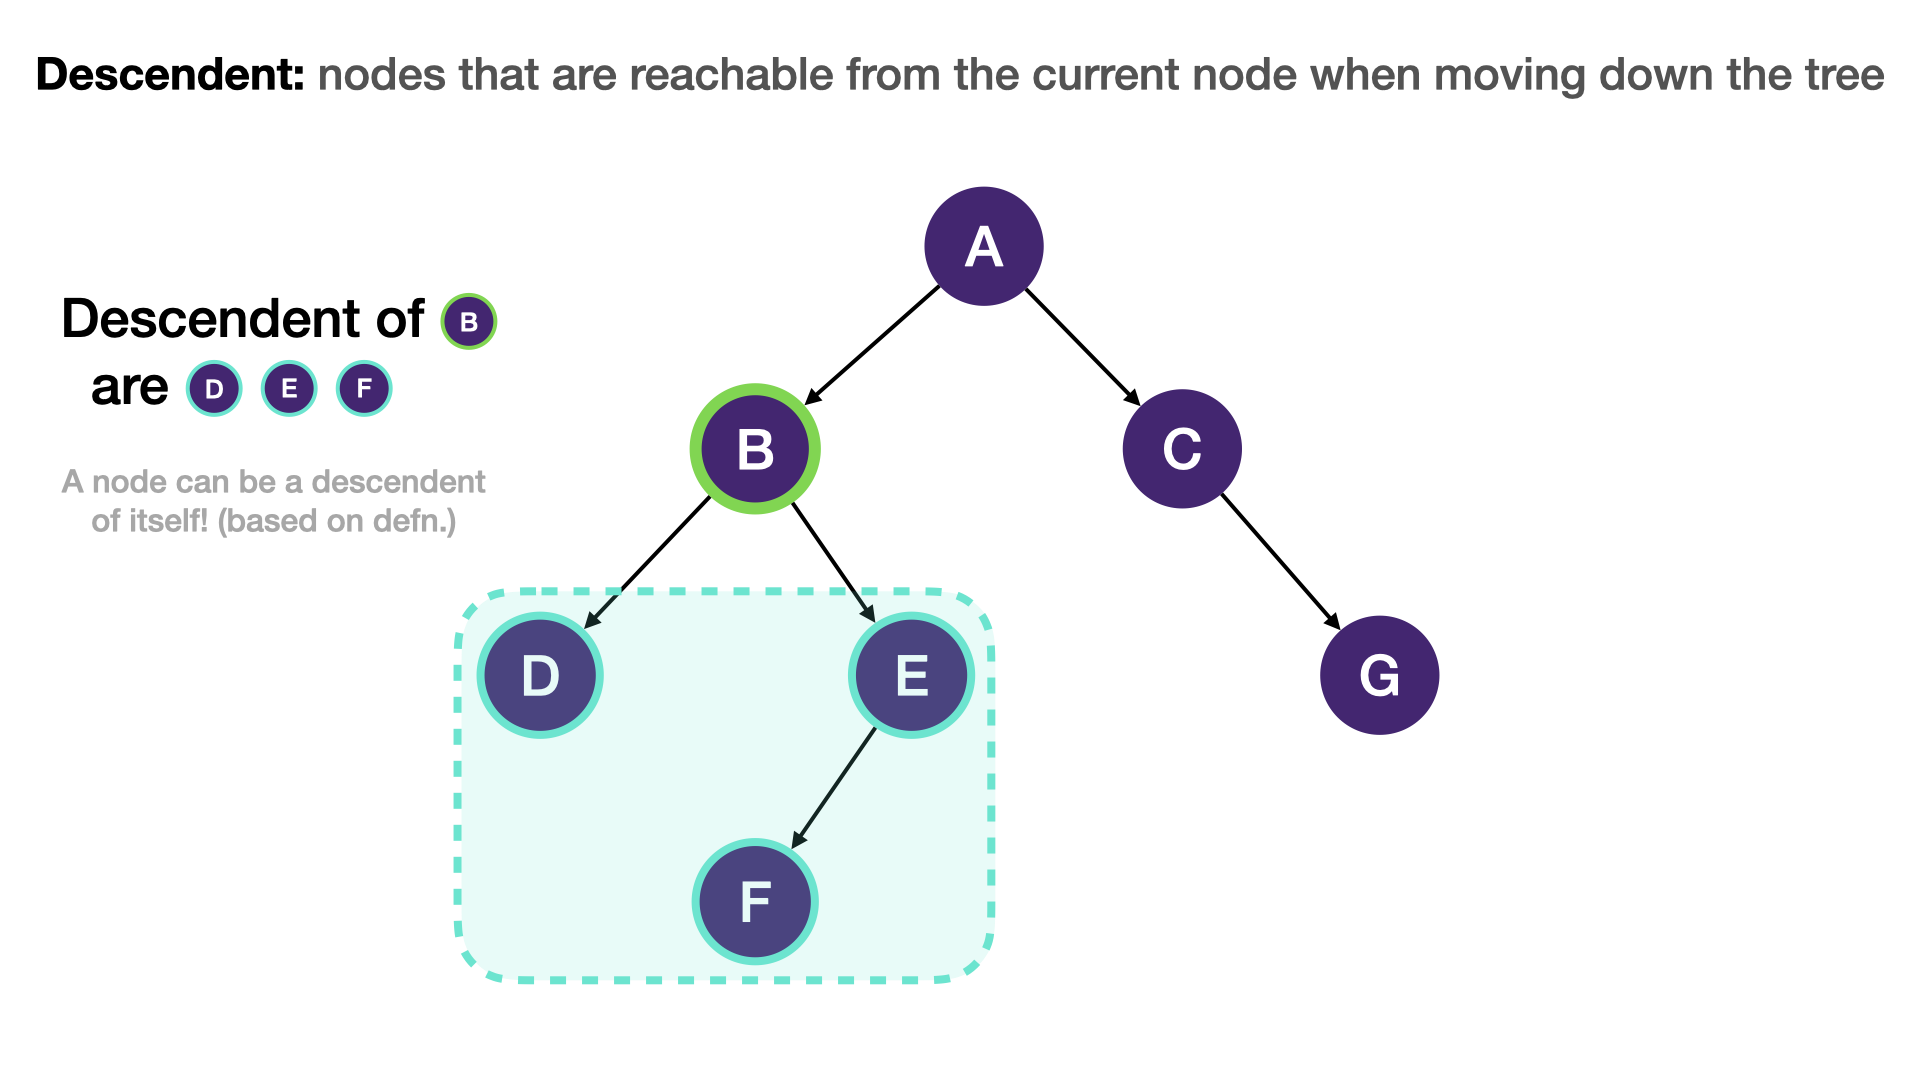 Descendent: nodes that are reachable from the current node when moving down the tree
A
Descendent of B
are D E F
B
C
A node can be a descendent
of itself! (based on defn.)
D
E
G
F